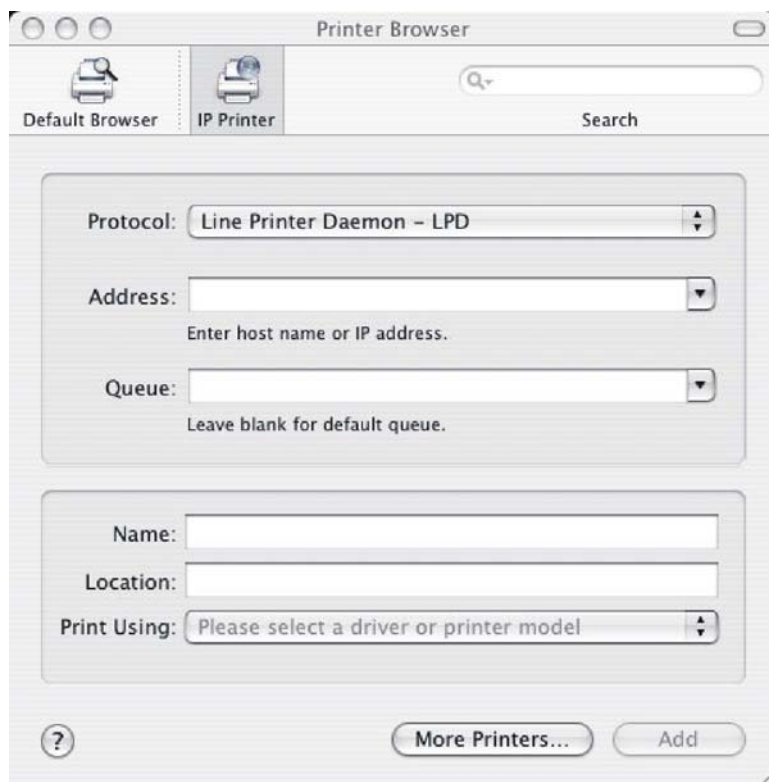 Printer Browser
Default Browser
IP Printer
Search
Protocol: Line Printer Daemon – LPD
Address:
Enter host name or IP address.
Queue:
Leave blank for default queue.
Name:
Location:
Print Using: Please select a driver or printer model
? More Printers... Add